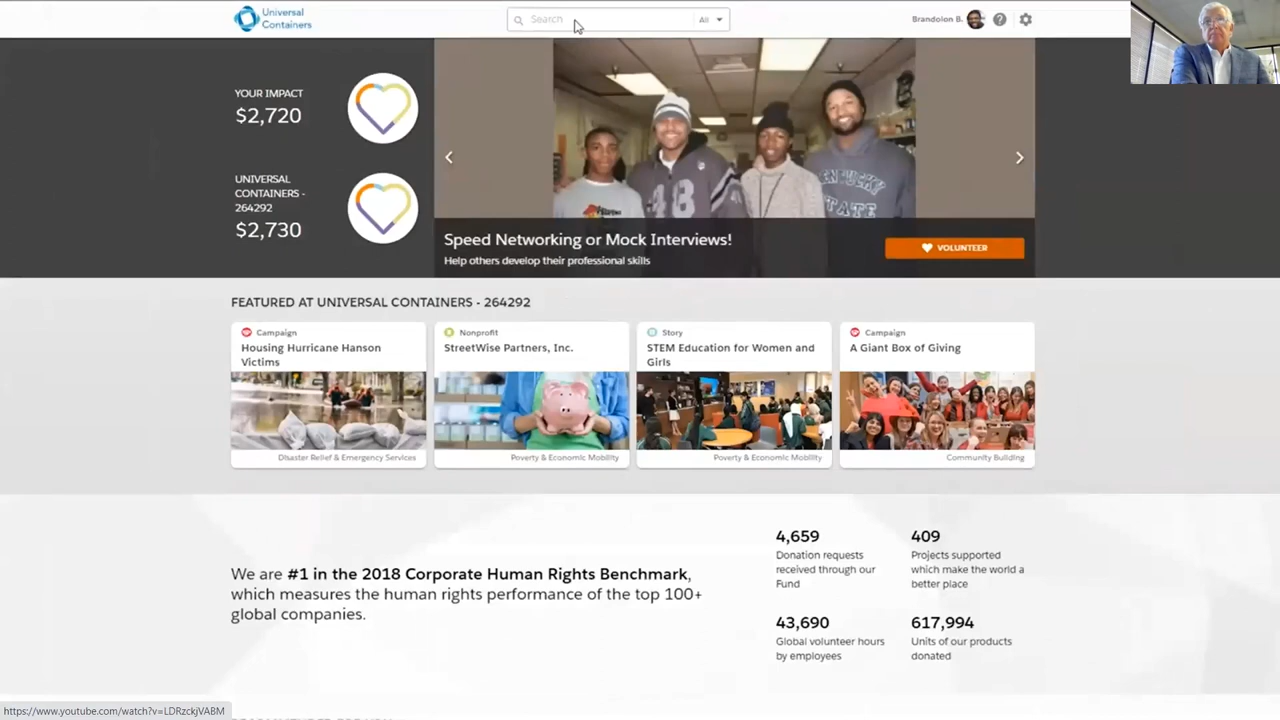 Universal
Containers
Search
All
Brandolon B.
YOUR IMPACT
$2,720
UNIVERSAL
CONTAINERS -
264292
$2,730
48
KENTUCKY
STATE
Speed Networking or Mock Interviews!
Help others develop their professional skills
VOLUNTEER
FEATURED AT UNIVERSAL CONTAINERS - 264292
Campaign
Housing Hurricane Hanson
Victims
Disaster Relief & Emergency Services
Nonprofit
StreetWise Partners, Inc.
Poverty & Economic Mobility
Story
STEM Education for Women and
Girls
Poverty & Economic Mobility
Campaign
A Giant Box of Giving
Community Building
We are #1 in the 2018 Corporate Human Rights Benchmark,
which measures the human rights performance of the top 100+
global companies.
4,659
Donation requests
received through our
Fund
409
Projects supported
which make the world a
better place
43,690
Global volunteer hours
by employees
617,994
Units of our products
donated
https://www.youtube.com/watch?v=LDRzckjVABM